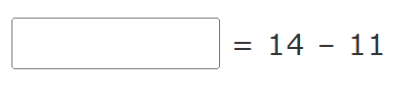 = 14 – 11